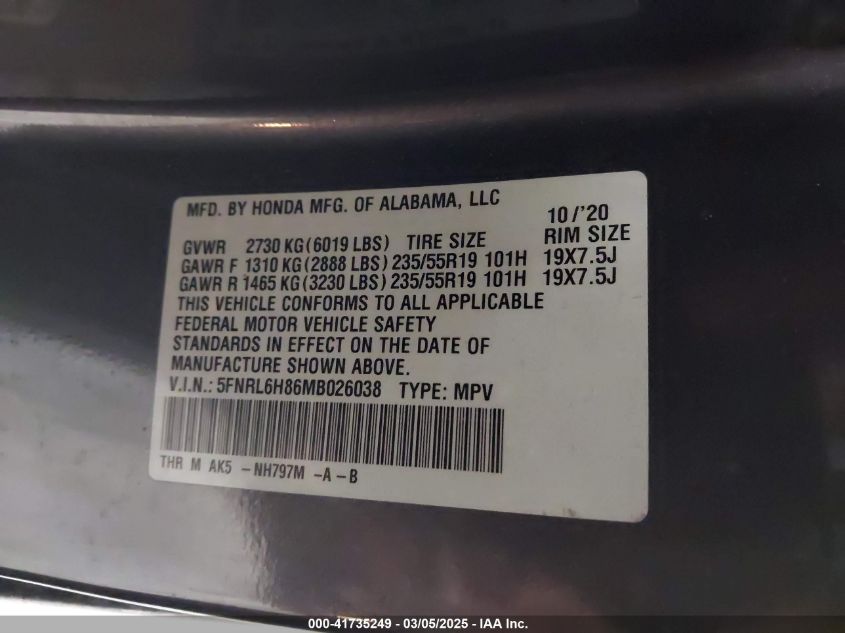 MFD. BY HONDA MFG. OF ALABAMA, LLC 10/'20
GVWR 2730 KG(6019 LBS) TIRE SIZE RIM SIZE
GAWR F 1310 KG(2888 LBS) 235/55R19 101H 19X7.5J
GAWR R 1465 KG(3230 LBS) 235/55R19 101H 19X7.5J
THIS VEHICLE CONFORMS TO ALL APPLICABLE
FEDERAL MOTOR VEHICLE SAFETY
STANDARDS IN EFFECT ON THE DATE OF
MANUFACTURE SHOWN ABOVE.
V.I.N.: 5FNRL6H86MB026038 TYPE: MPV
THR M AK5 -NH797M -A-B
000-41735249 - 03/05/2025 - IAA Inc.